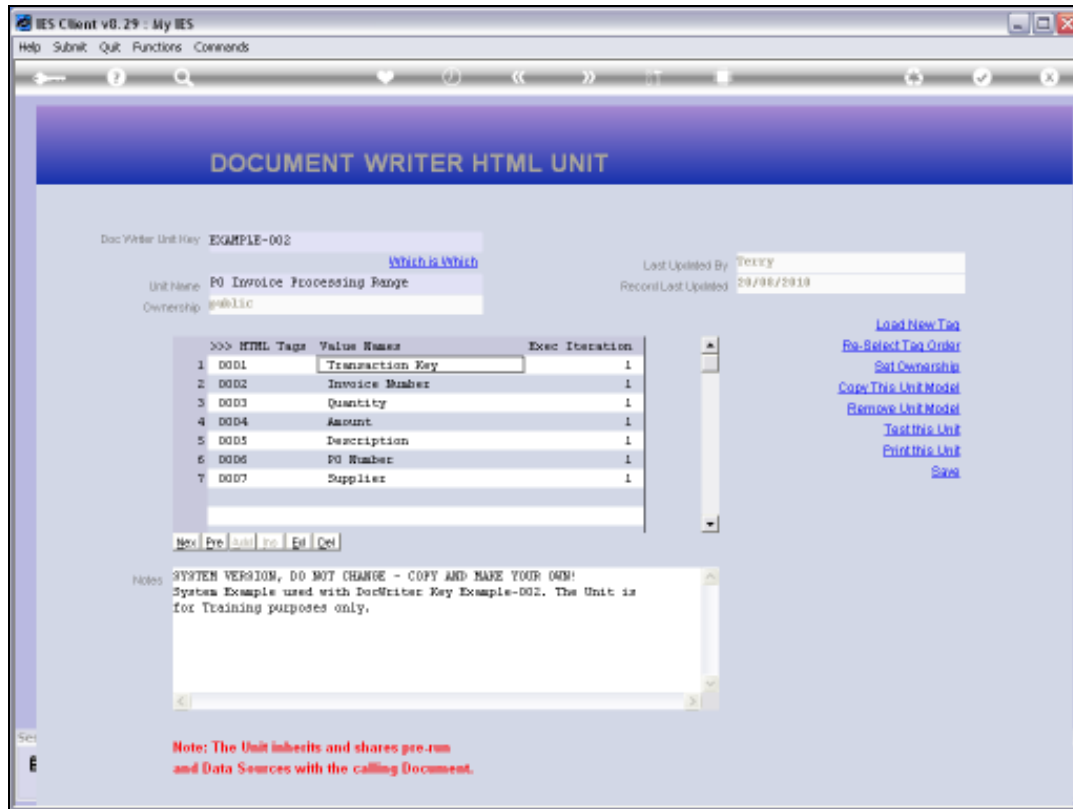 IES Client v8.29 : My IES
Help Submit Quit Functions Commands
DOCUMENT WRITER HTML UNIT
Doc Writer Unit Key EXAMPLE-002
Which is Which
Last Updated By Terry
Unit Name PO Invoice Processing Range
Record Last Updated 20/08/2010
Ownership public
Load New Tag
Re-Select Tag Order
Set Ownership
Copy This Unit Model
Remove Unit Model
Test this Unit
Print this Unit
Save
>>> HTML Tags Value Names Exec Iteration
1 D001 Transaction Key 1
2 D002 Invoice Number 1
3 D003 Quantity 1
4 D004 Amount 1
5 D005 Description 1
6 D006 PO Number 1
7 D007 Supplier 1
Nex Pre Add Ins Ed Del
Notes SYSTEM VERSION, DO NOT CHANGE - COPY AND MAKE YOUR OWN!
System Example used with DocWriter Key Example-002. The Unit is
for Training purposes only.
Note: The Unit inherits and shares pre-run
and Data Sources with the calling Document.